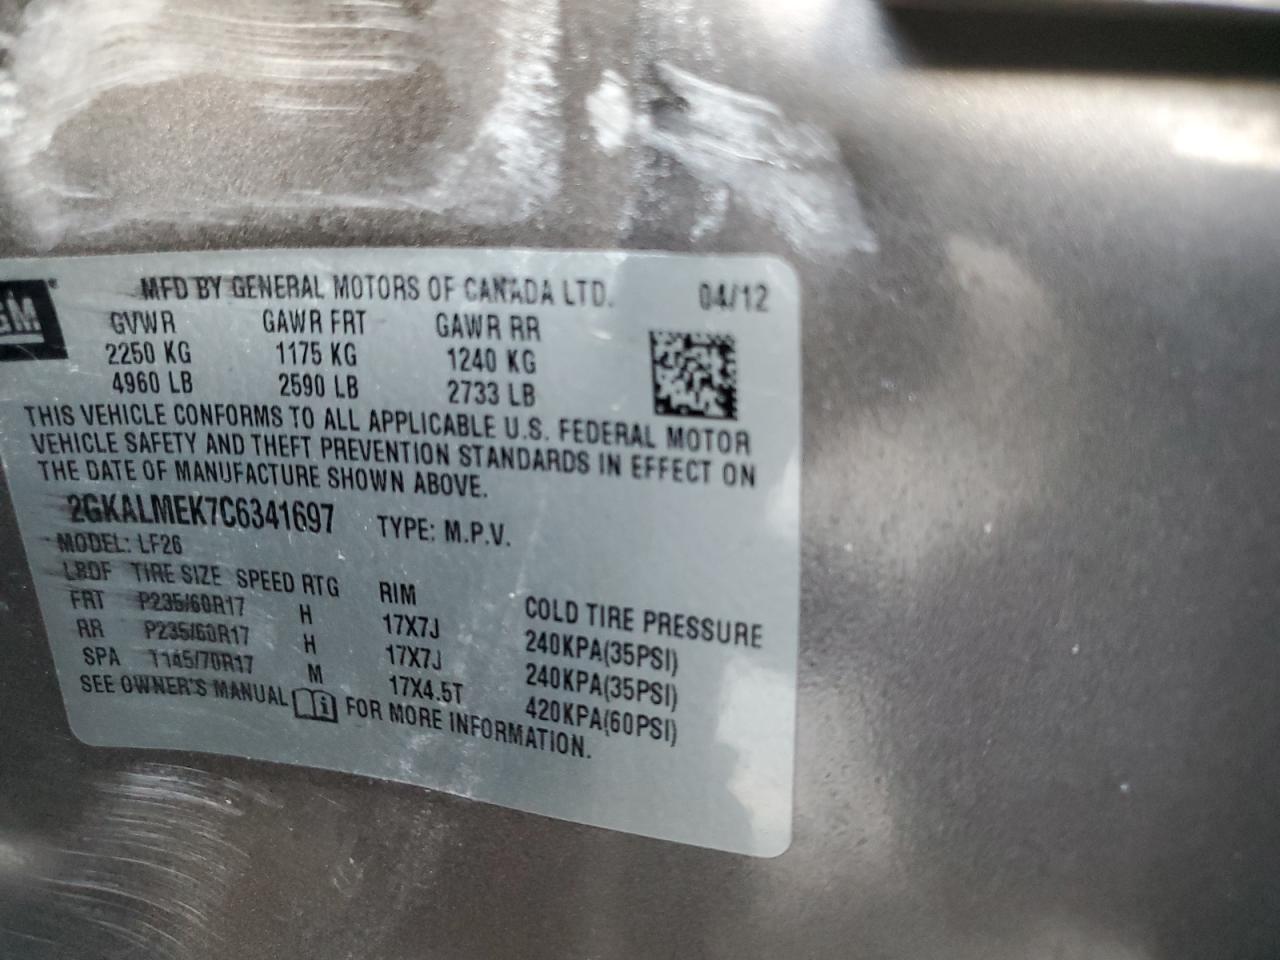 GM
MFD BY GENERAL MOTORS OF CANADA LTD. 04/12
GVWR GAWR FRT GAWR RR
2250 KG 1175 KG 1240 KG
4960 LB 2590 LB 2733 LB
THIS VEHICLE CONFORMS TO ALL APPLICABLE U.S. FEDERAL MOTOR
VEHICLE SAFETY AND THEFT PREVENTION STANDARDS IN EFFECT ON
THE DATE OF MANUFACTURE SHOWN ABOVE.
2GKALMEK7C6341697 TYPE: M.P.V.
MODEL: LF26
TIRE SIZE SPEED RTG RIM COLD TIRE PRESSURE
FRT P235/60R17 H 17X7J 240KPA(35PSI)
RR P235/60R17 H 17X7J 240KPA(35PSI)
SPA T145/70R17 M 17X4.5T 420KPA(60PSI)
SEE OWNER'S MANUAL i FOR MORE INFORMATION.